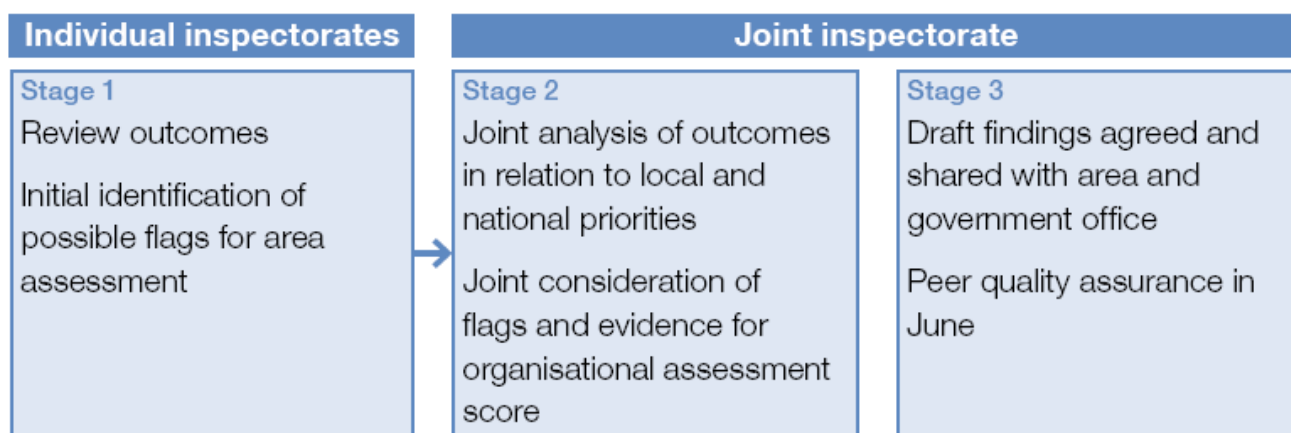 Individual inspectorates
Joint inspectorate
Stage 1
Review outcomes
Initial identification of
possible flags for area
assessment
Stage 2
Joint analysis of outcomes
in relation to local and
national priorities
Joint consideration of
flags and evidence for
organisational assessment
score
Stage 3
Draft findings agreed and
shared with area and
government office
Peer quality assurance in
June